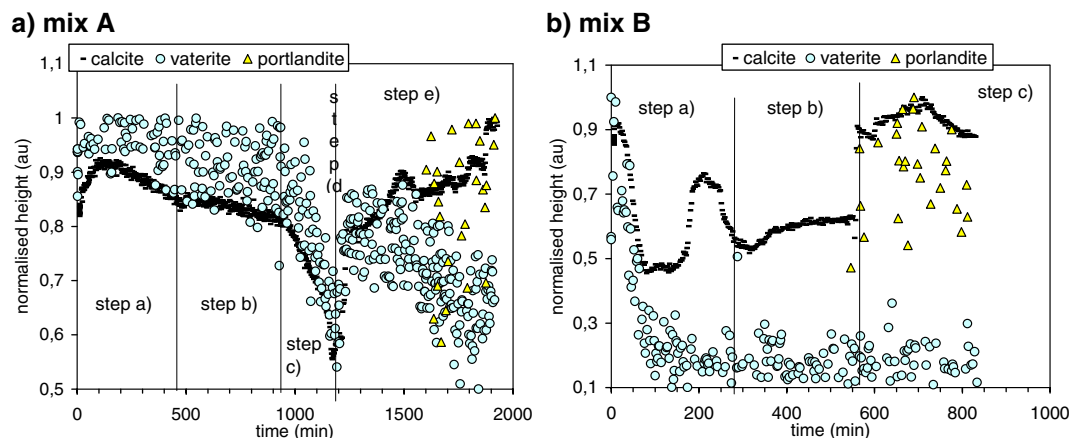 a) mix A
- calcite vaterite portlandite
normalised height (au)
1,1
1
0,9
0,8
0,7
0,6
0,5
0
500
1000
1500
2000
time (min)
step a)
step b)
step
c)
s
t
e
p
d)
step e)
b) mix B
- calcite vaterite portlandite
normalised height (au)
1,1
0,9
0,7
0,5
0,3
0,1
0
200
400
600
800
1000
time (min)
step a)
step b)
step c)